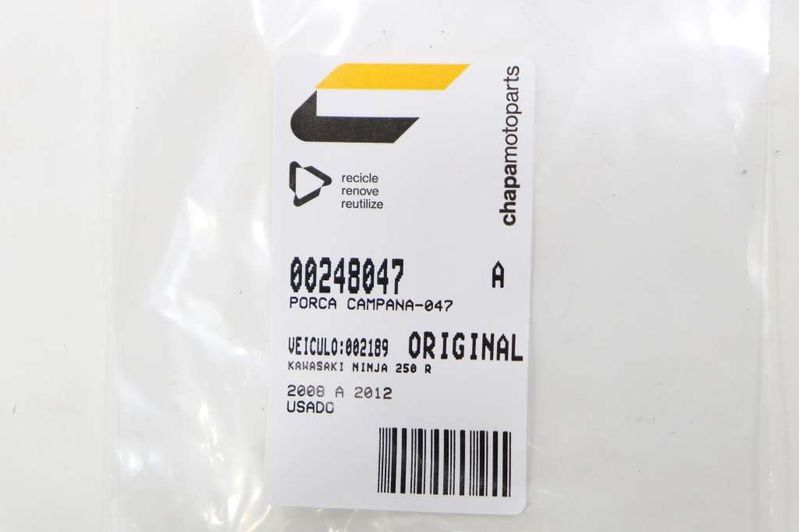 chapamotoparts
recicle
renove
reutilize
00248047 A
PORCA CAMPANA-047
VEICULO:002189 ORIGINAL
KAWASAKI NINJA 250 R
2008 A 2012
USADO